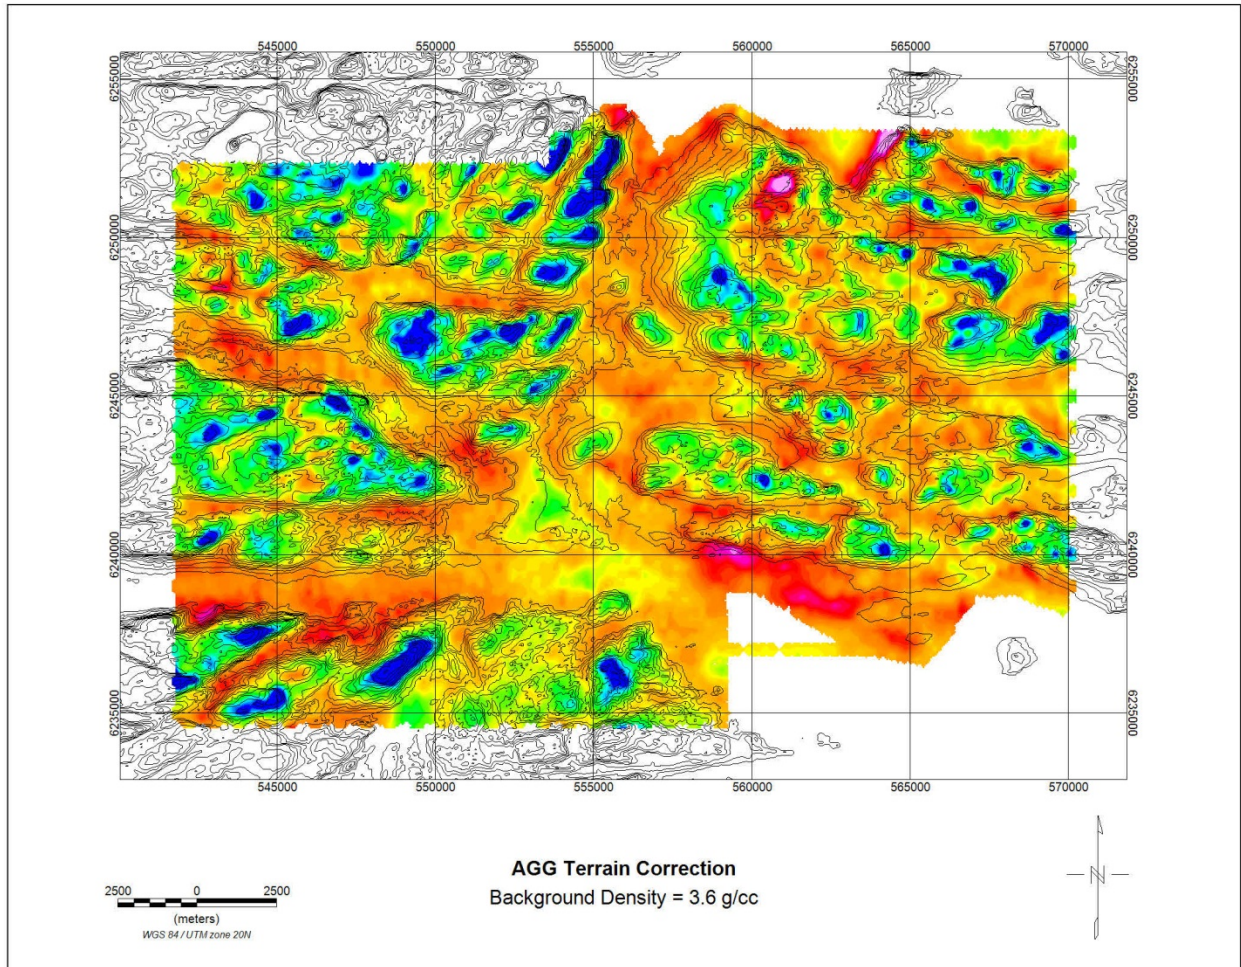 545000 550000 555000 560000 565000 570000
6255000 6255000
6250000 6250000
6245000 6245000
6240000 6240000
6235000 6235000
545000 550000 555000 560000 565000 570000
AGG Terrain Correction
Background Density = 3.6 g/cc
2500 0 2500
(meters)
WGS 84 / UTM zone 20N
N